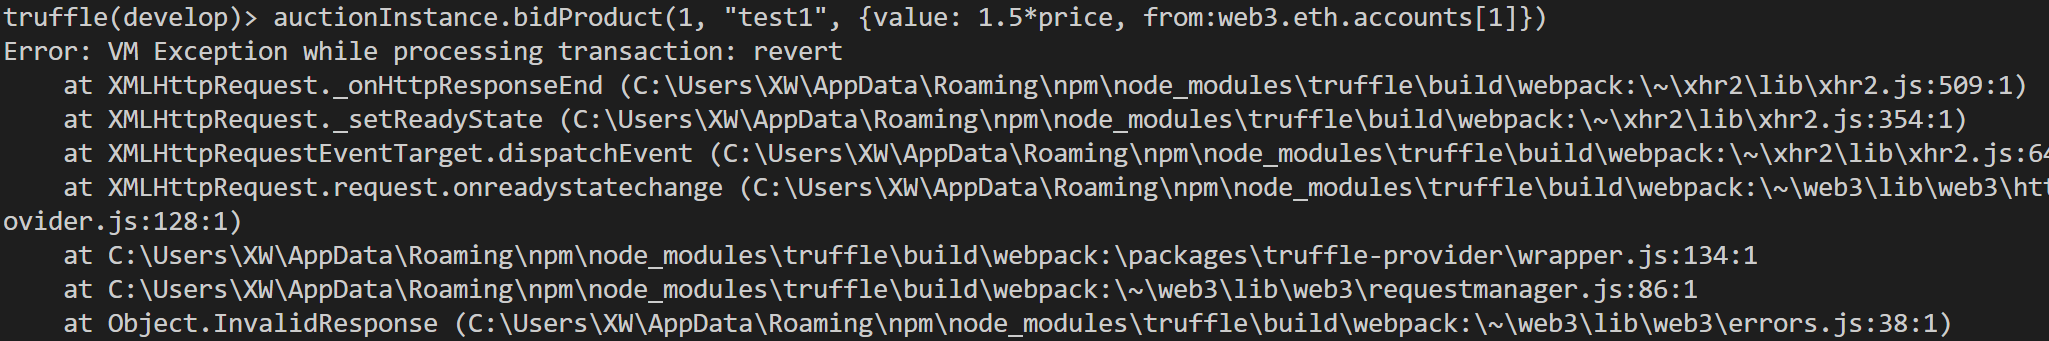 truffle(develop)> auctionInstance.bidProduct(1, "test1", {value: 1.5*price, from:web3.eth.accounts[1]})
Error: VM Exception while processing transaction: revert
    at XMLHttpRequest._onHttpResponseEnd (C:\Users\XW\AppData\Roaming\npm\node_modules\truffle\build\webpack:\~\xhr2\lib\xhr2.js:509:1)
    at XMLHttpRequest._setReadyState (C:\Users\XW\AppData\Roaming\npm\node_modules\truffle\build\webpack:\~\xhr2\lib\xhr2.js:354:1)
    at XMLHttpRequestEventTarget.dispatchEvent (C:\Users\XW\AppData\Roaming\npm\node_modules\truffle\build\webpack:\~\xhr2\lib\xhr2.js:64
    at XMLHttpRequest.request.onreadystatechange (C:\Users\XW\AppData\Roaming\npm\node_modules\truffle\build\webpack:\~\web3\lib\web3\htt
ovider.js:128:1)
    at C:\Users\XW\AppData\Roaming\npm\node_modules\truffle\build\webpack:\packages\truffle-provider\wrapper.js:134:1
    at C:\Users\XW\AppData\Roaming\npm\node_modules\truffle\build\webpack:\~\web3\lib\web3\requestmanager.js:86:1
    at Object.InvalidResponse (C:\Users\XW\AppData\Roaming\npm\node_modules\truffle\build\webpack:\~\web3\lib\web3\errors.js:38:1)